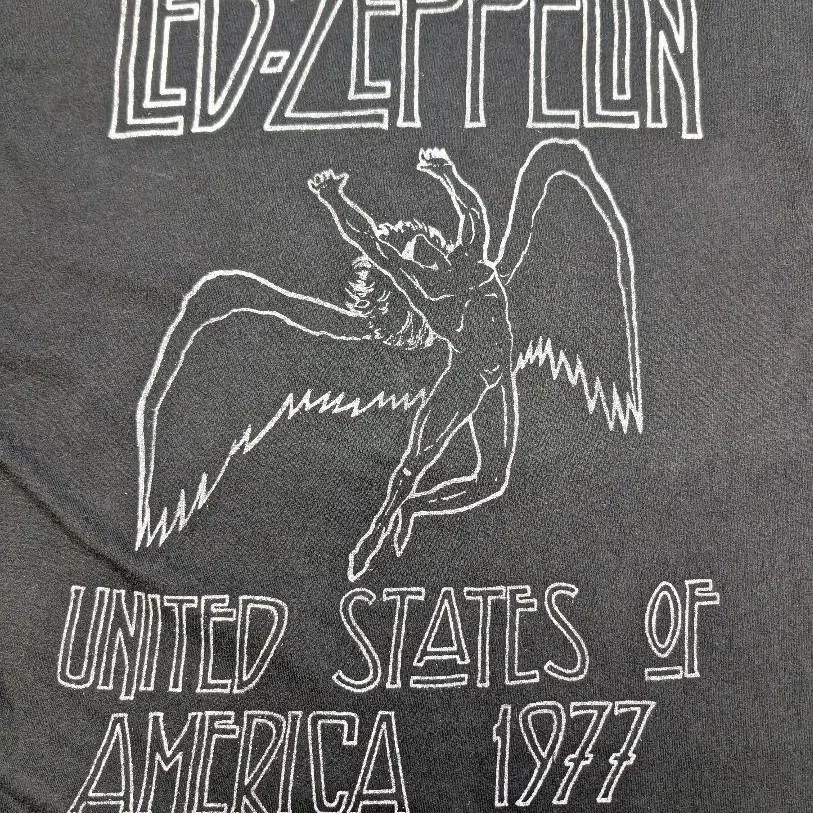 LED-ZEPPELIN
UNITED STATES OF
AMERICA 1977